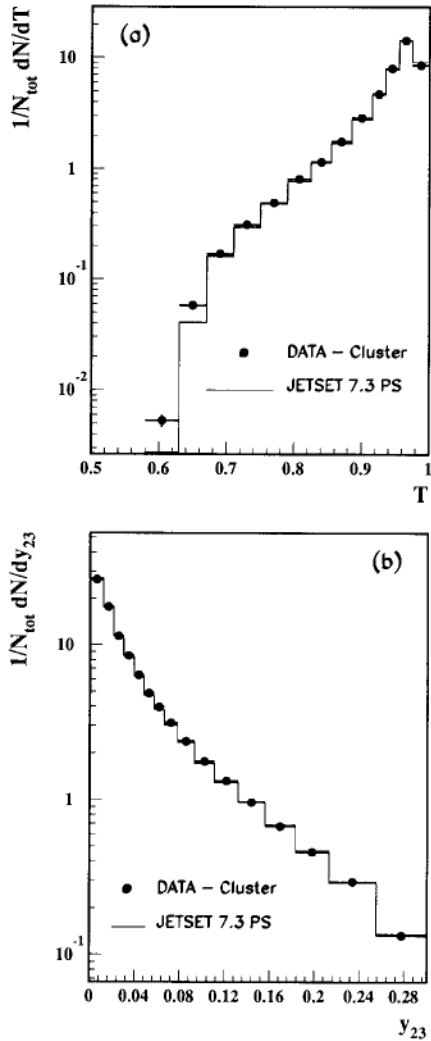 (a)
1/N_tot dN/dT
10
1
10^-1
10^-2
DATA – Cluster
JETSET 7.3 PS
0.5 0.6 0.7 0.8 0.9 1
T
(b)
1/N_tot dN/dy_23
10
1
10^-1
DATA – Cluster
JETSET 7.3 PS
0 0.04 0.08 0.12 0.16 0.2 0.24 0.28
y_23